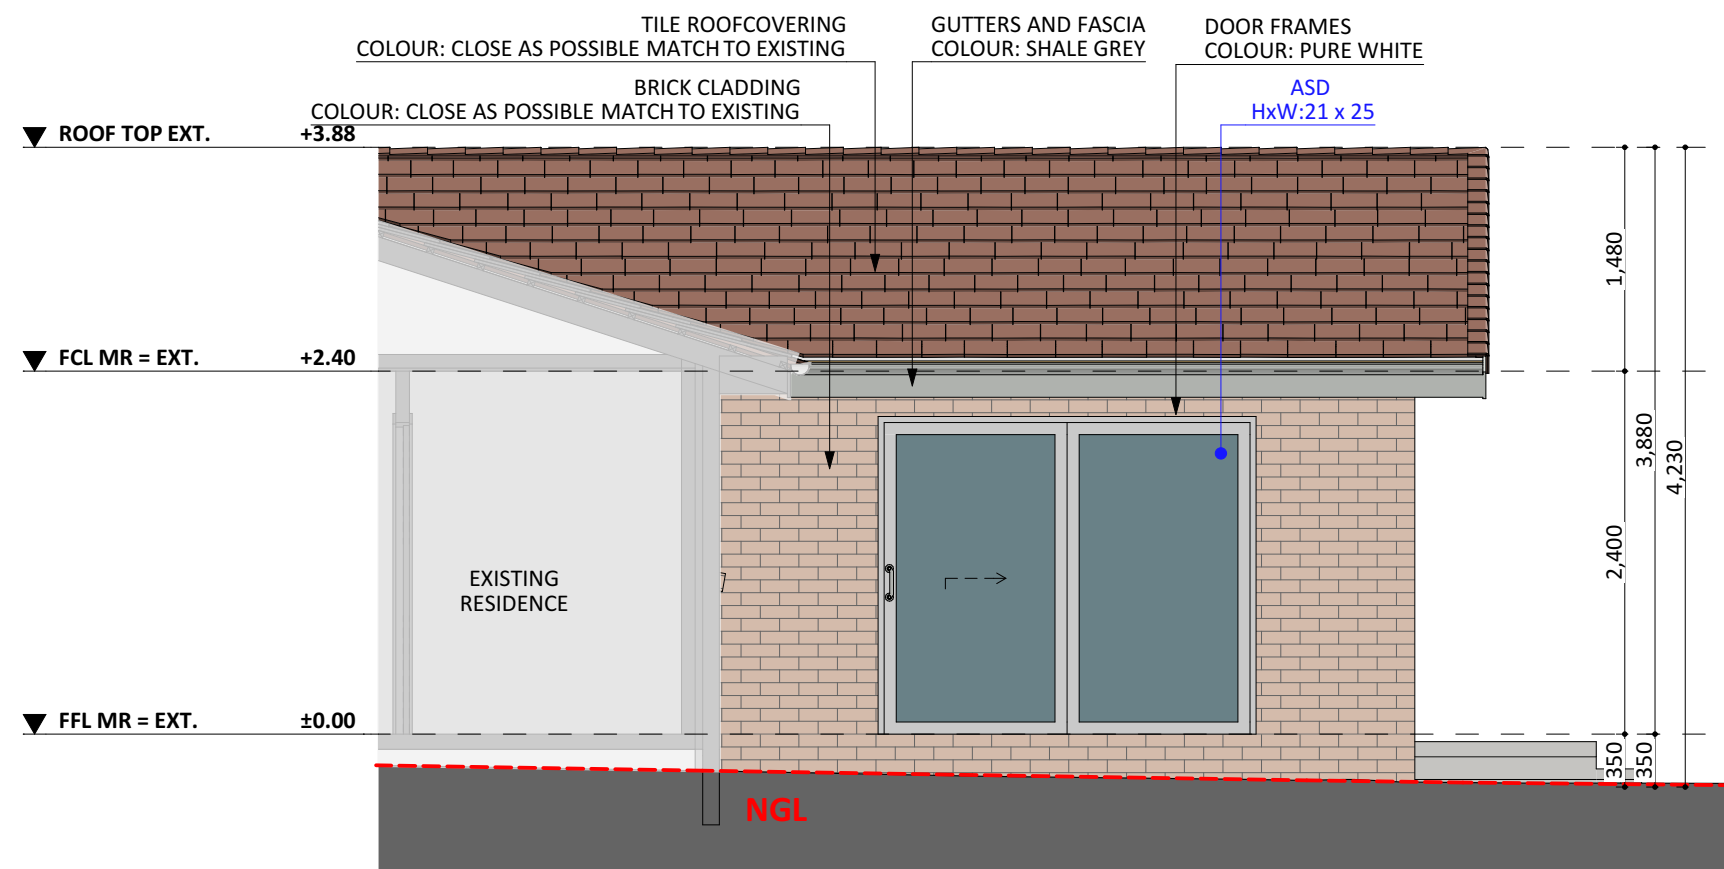 TILE ROOFCOVERING
COLOUR: CLOSE AS POSSIBLE MATCH TO EXISTING
GUTTERS AND FASCIA
COLOUR: SHALE GREY
DOOR FRAMES
COLOUR: PURE WHITE
BRICK CLADDING
COLOUR: CLOSE AS POSSIBLE MATCH TO EXISTING
ASD
HxW:21 x 25
ROOF TOP EXT. +3.88
FCL MR = EXT. +2.40
FFL MR = EXT. ±0.00
EXISTING
RESIDENCE
NGL
1,480
2,400
350
3,880
350
4,230